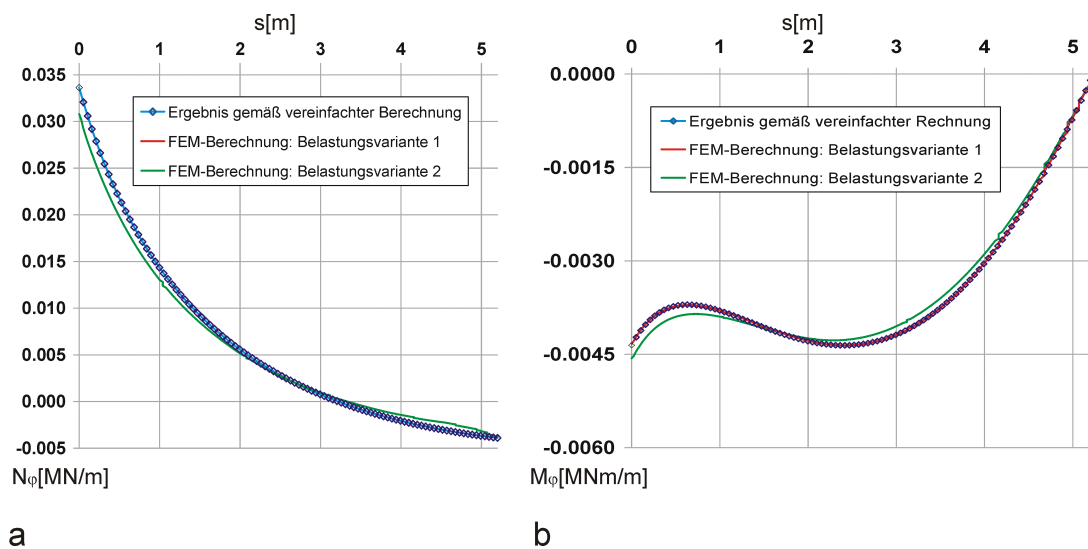 s[m]
0 1 2 3 4 5
0.035
0.030
0.025
0.020
0.015
0.010
0.005
0.000
-0.005
Ergebnis gemäß vereinfachter Berechnung
FEM-Berechnung: Belastungsvariante 1
FEM-Berechnung: Belastungsvariante 2
Nφ[MN/m]
a
s[m]
0 1 2 3 4 5
0.0000
-0.0015
-0.0030
-0.0045
-0.0060
Ergebnis gemäß vereinfachter Rechnung
FEM-Berechnung: Belastungsvariante 1
FEM-Berechnung: Belastungsvariante 2
Mφ[MNm/m]
b